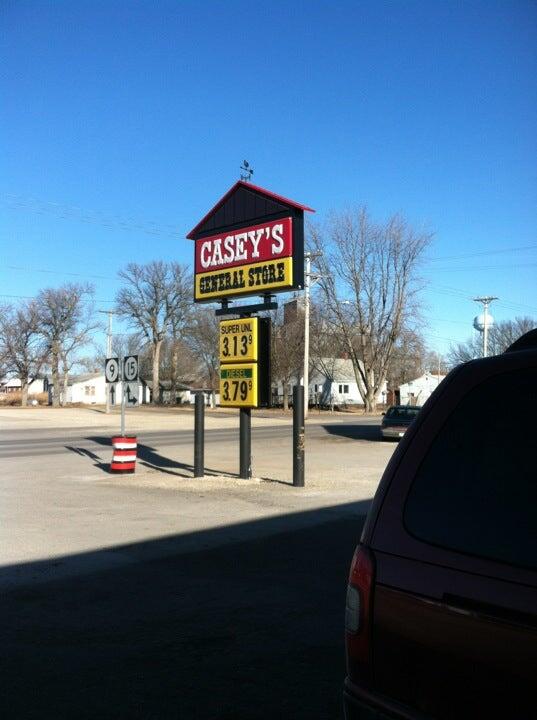 CASEY'S
GENERAL STORE
SUPER UNL
3.13 9
DIESEL
3.79 9
9
15